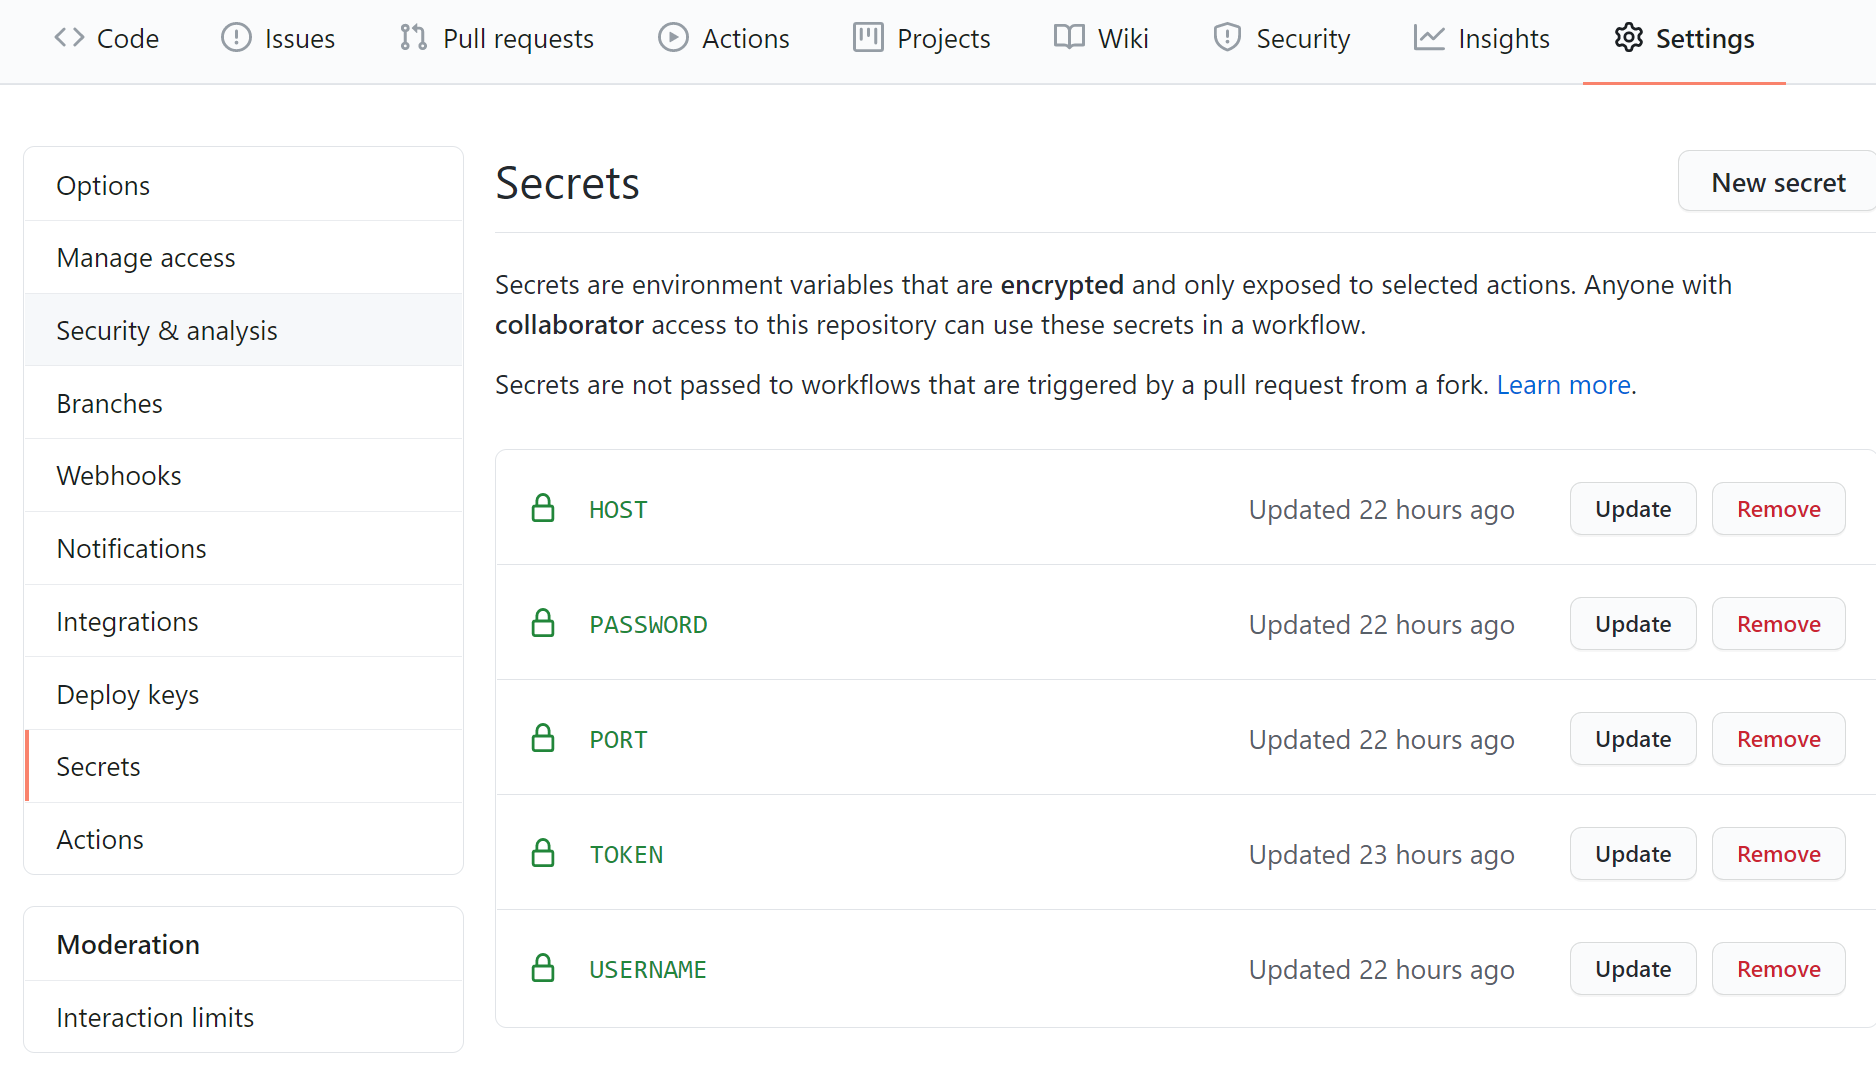 Code Issues Pull requests Actions Projects Wiki Security Insights Settings
Options
Manage access
Security & analysis
Branches
Webhooks
Notifications
Integrations
Deploy keys
Secrets
Actions
Moderation
Interaction limits
Secrets
New secret
Secrets are environment variables that are encrypted and only exposed to selected actions. Anyone with
collaborator access to this repository can use these secrets in a workflow.
Secrets are not passed to workflows that are triggered by a pull request from a fork. Learn more.
HOST Updated 22 hours ago Update Remove
PASSWORD Updated 22 hours ago Update Remove
PORT Updated 22 hours ago Update Remove
TOKEN Updated 23 hours ago Update Remove
USERNAME Updated 22 hours ago Update Remove